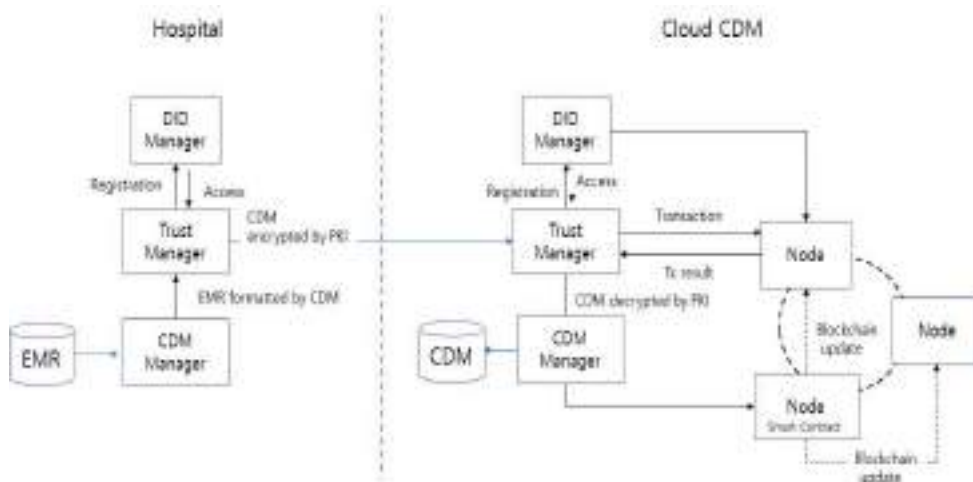 Hospital
Cloud CDM
DID
Manager
Registration
Access
Trust
Manager
CDM
encrypted by PKI
EMR formatted by CDM
EMR
CDM
Manager
DID
Manager
Registration
Access
Trust
Manager
Transaction
Tx result
Node
CDM decrypted by PKI
CDM
CDM
Manager
Blockchain
update
Node
Node
Smart Contract
Blockchain
update